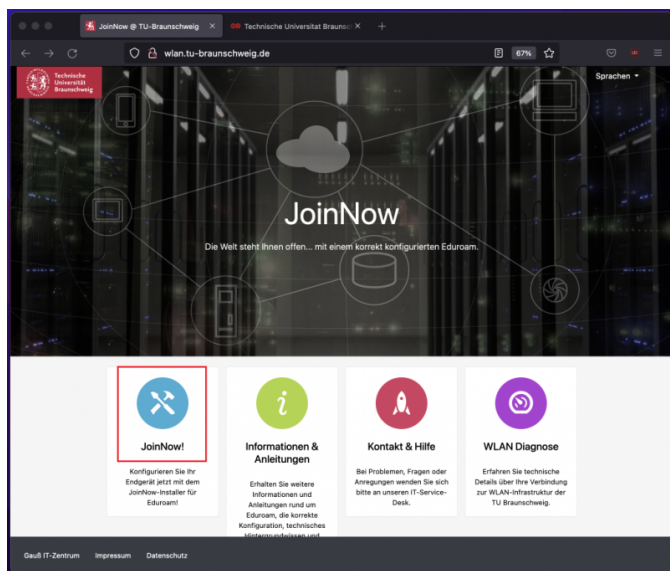 JoinNow @ TU-Braunschweig
Technische Universitat Braunsc
wlan.tu-braunschweig.de
67%
Technische
Universität
Braunschweig
Sprachen
JoinNow
Die Welt steht Ihnen offen... mit einem korrekt konfigurierten Eduroam.
JoinNow!
Konfigurieren Sie Ihr
Endgerät jetzt mit dem
JoinNow-Installer für
Eduroam!
Informationen &
Anleitungen
Erhalten Sie weitere
Informationen und
Anleitungen rund um
Eduroam, die korrekte
Konfiguration, technisches
Hintergrundwissen und
Kontakt & Hilfe
Bei Problemen, Fragen oder
Anregungen wenden Sie sich
bitte an unseren IT-Service-
Desk.
WLAN Diagnose
Erfahren Sie technische
Details über Ihre Verbindung
zur WLAN-Infrastruktur der
TU Braunschweig.
Gauß IT-Zentrum Impressum Datenschutz